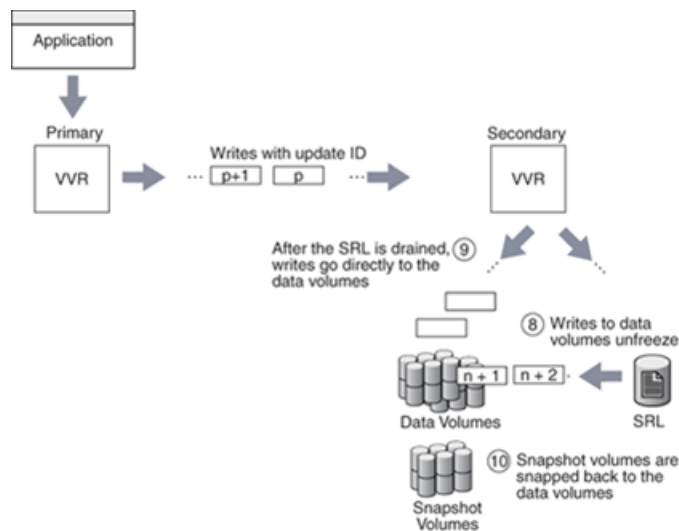 Application
Primary
Secondary
Writes with update ID
VVR
... p+1 p ...
VVR
After the SRL is drained, 9
writes go directly to the
data volumes
8 Writes to data
volumes unfreeze
n + 1 n + 2
Data Volumes
SRL
10 Snapshot volumes are
snapped back to the
data volumes
Snapshot
Volumes